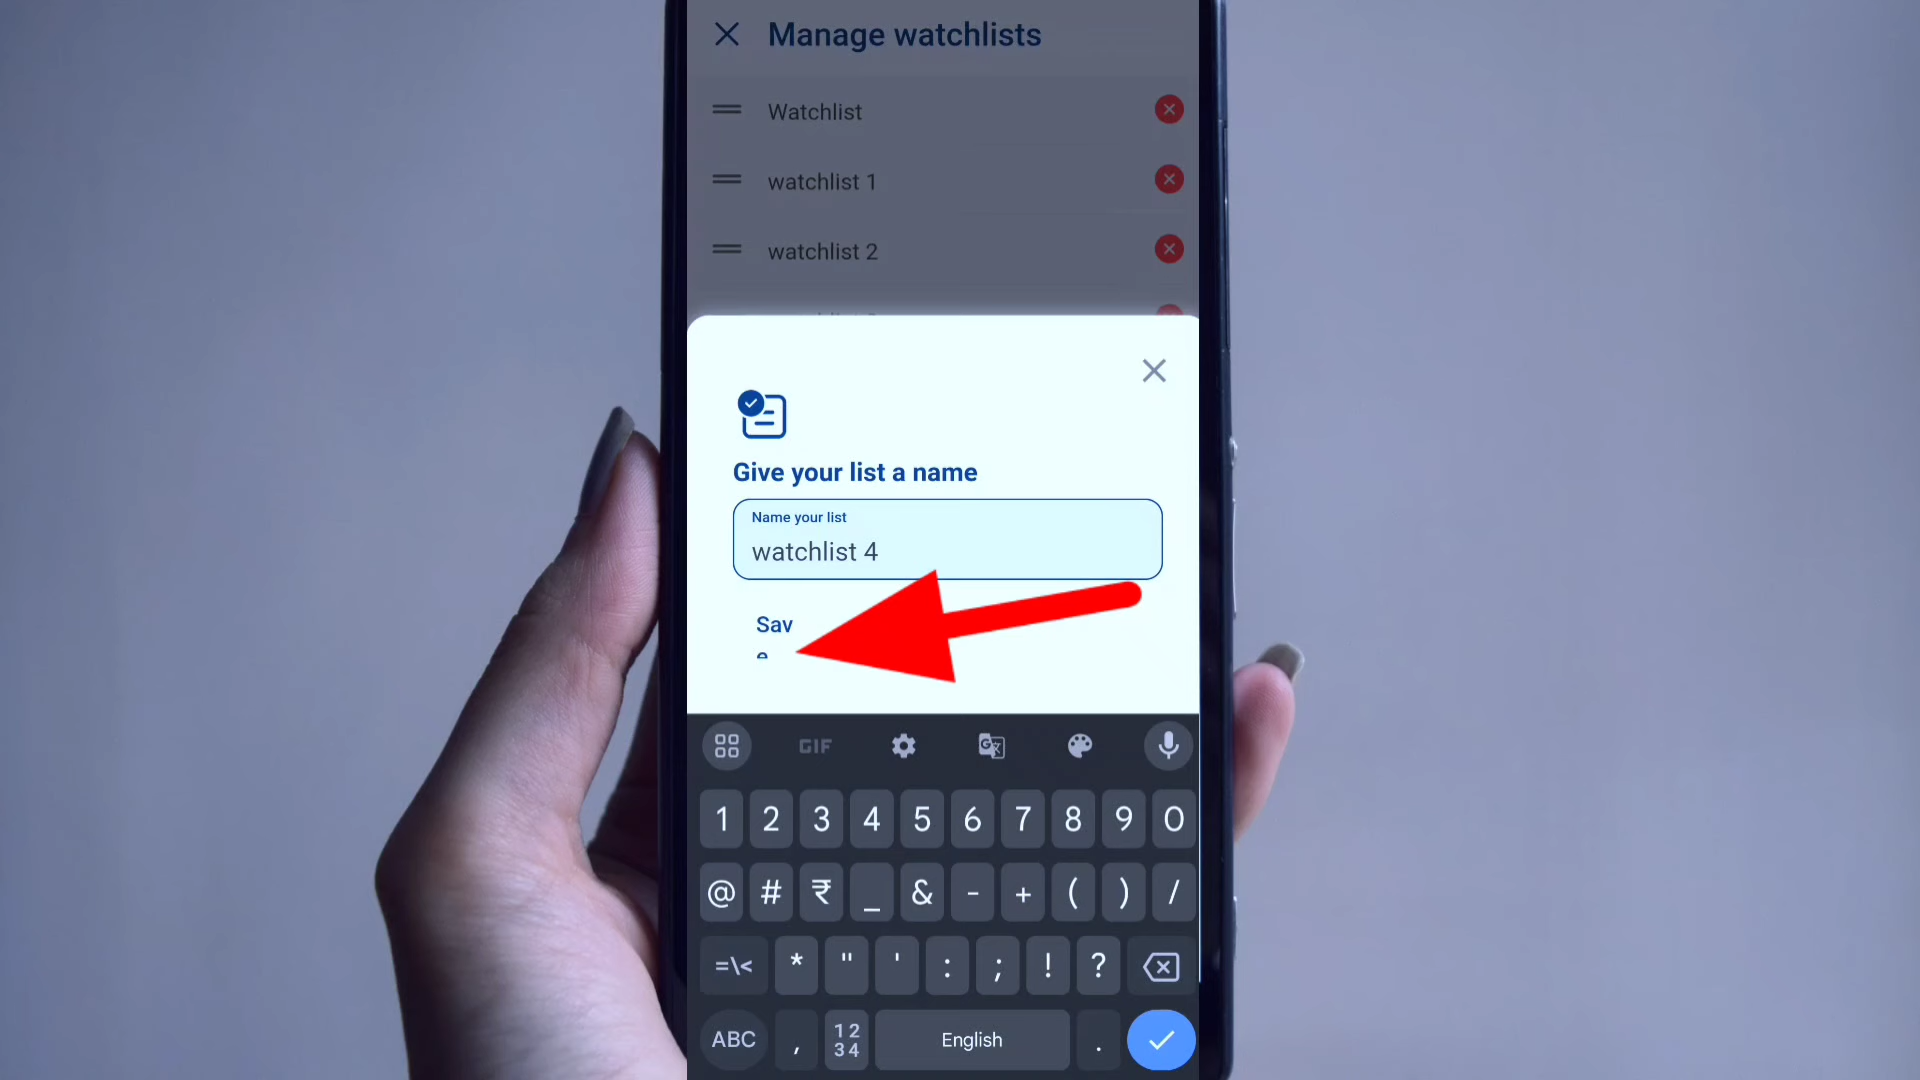 Manage watchlists
Watchlist
watchlist 1
watchlist 2
Give your list a name
Name your list
watchlist 4
Sav
e
GIF
1 2 3 4 5 6 7 8 9 0
@ # ₹ _ & - + ( ) /
=\< * " ' : ; ! ?
ABC , 12 34 English .